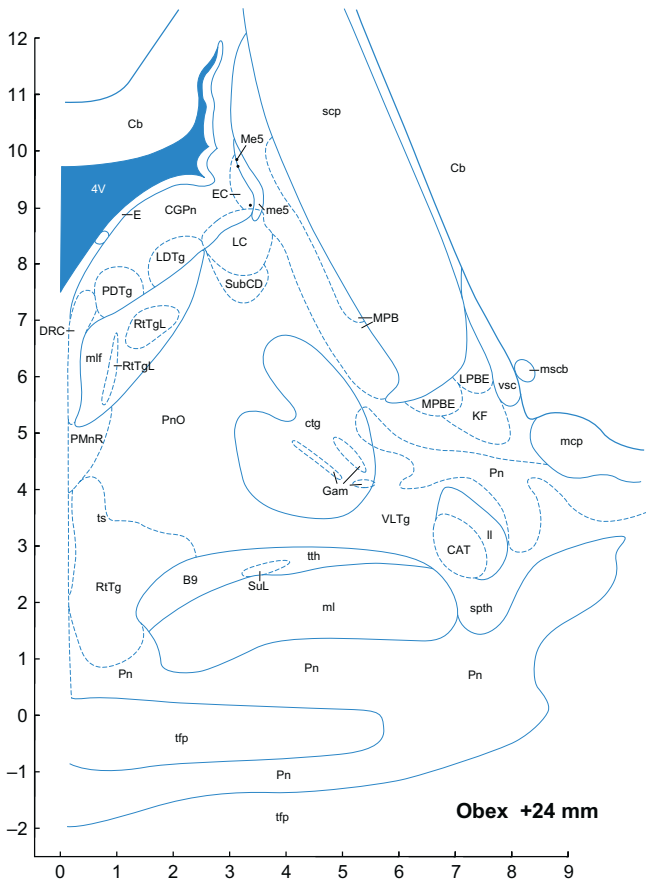 12
11
10
9
8
7
6
5
4
3
2
1
0
–1
–2
Cb
scp
Me5
Cb
4V
EC
E
CGPn
me5
LC
LDTg
SubCD
PDTg
MPB
RtTgL
DRC
mlf
RtTgL
mscb
LPBE
vsc
MPBE
KF
PMnR
PnO
ctg
mcp
Pn
Gam
ts
VLTg
ll
CAT
tth
B9
SuL
RtTg
ml
spth
Pn
Pn
Pn
tfp
Pn
tfp
Obex +24 mm
0 1 2 3 4 5 6 7 8 9